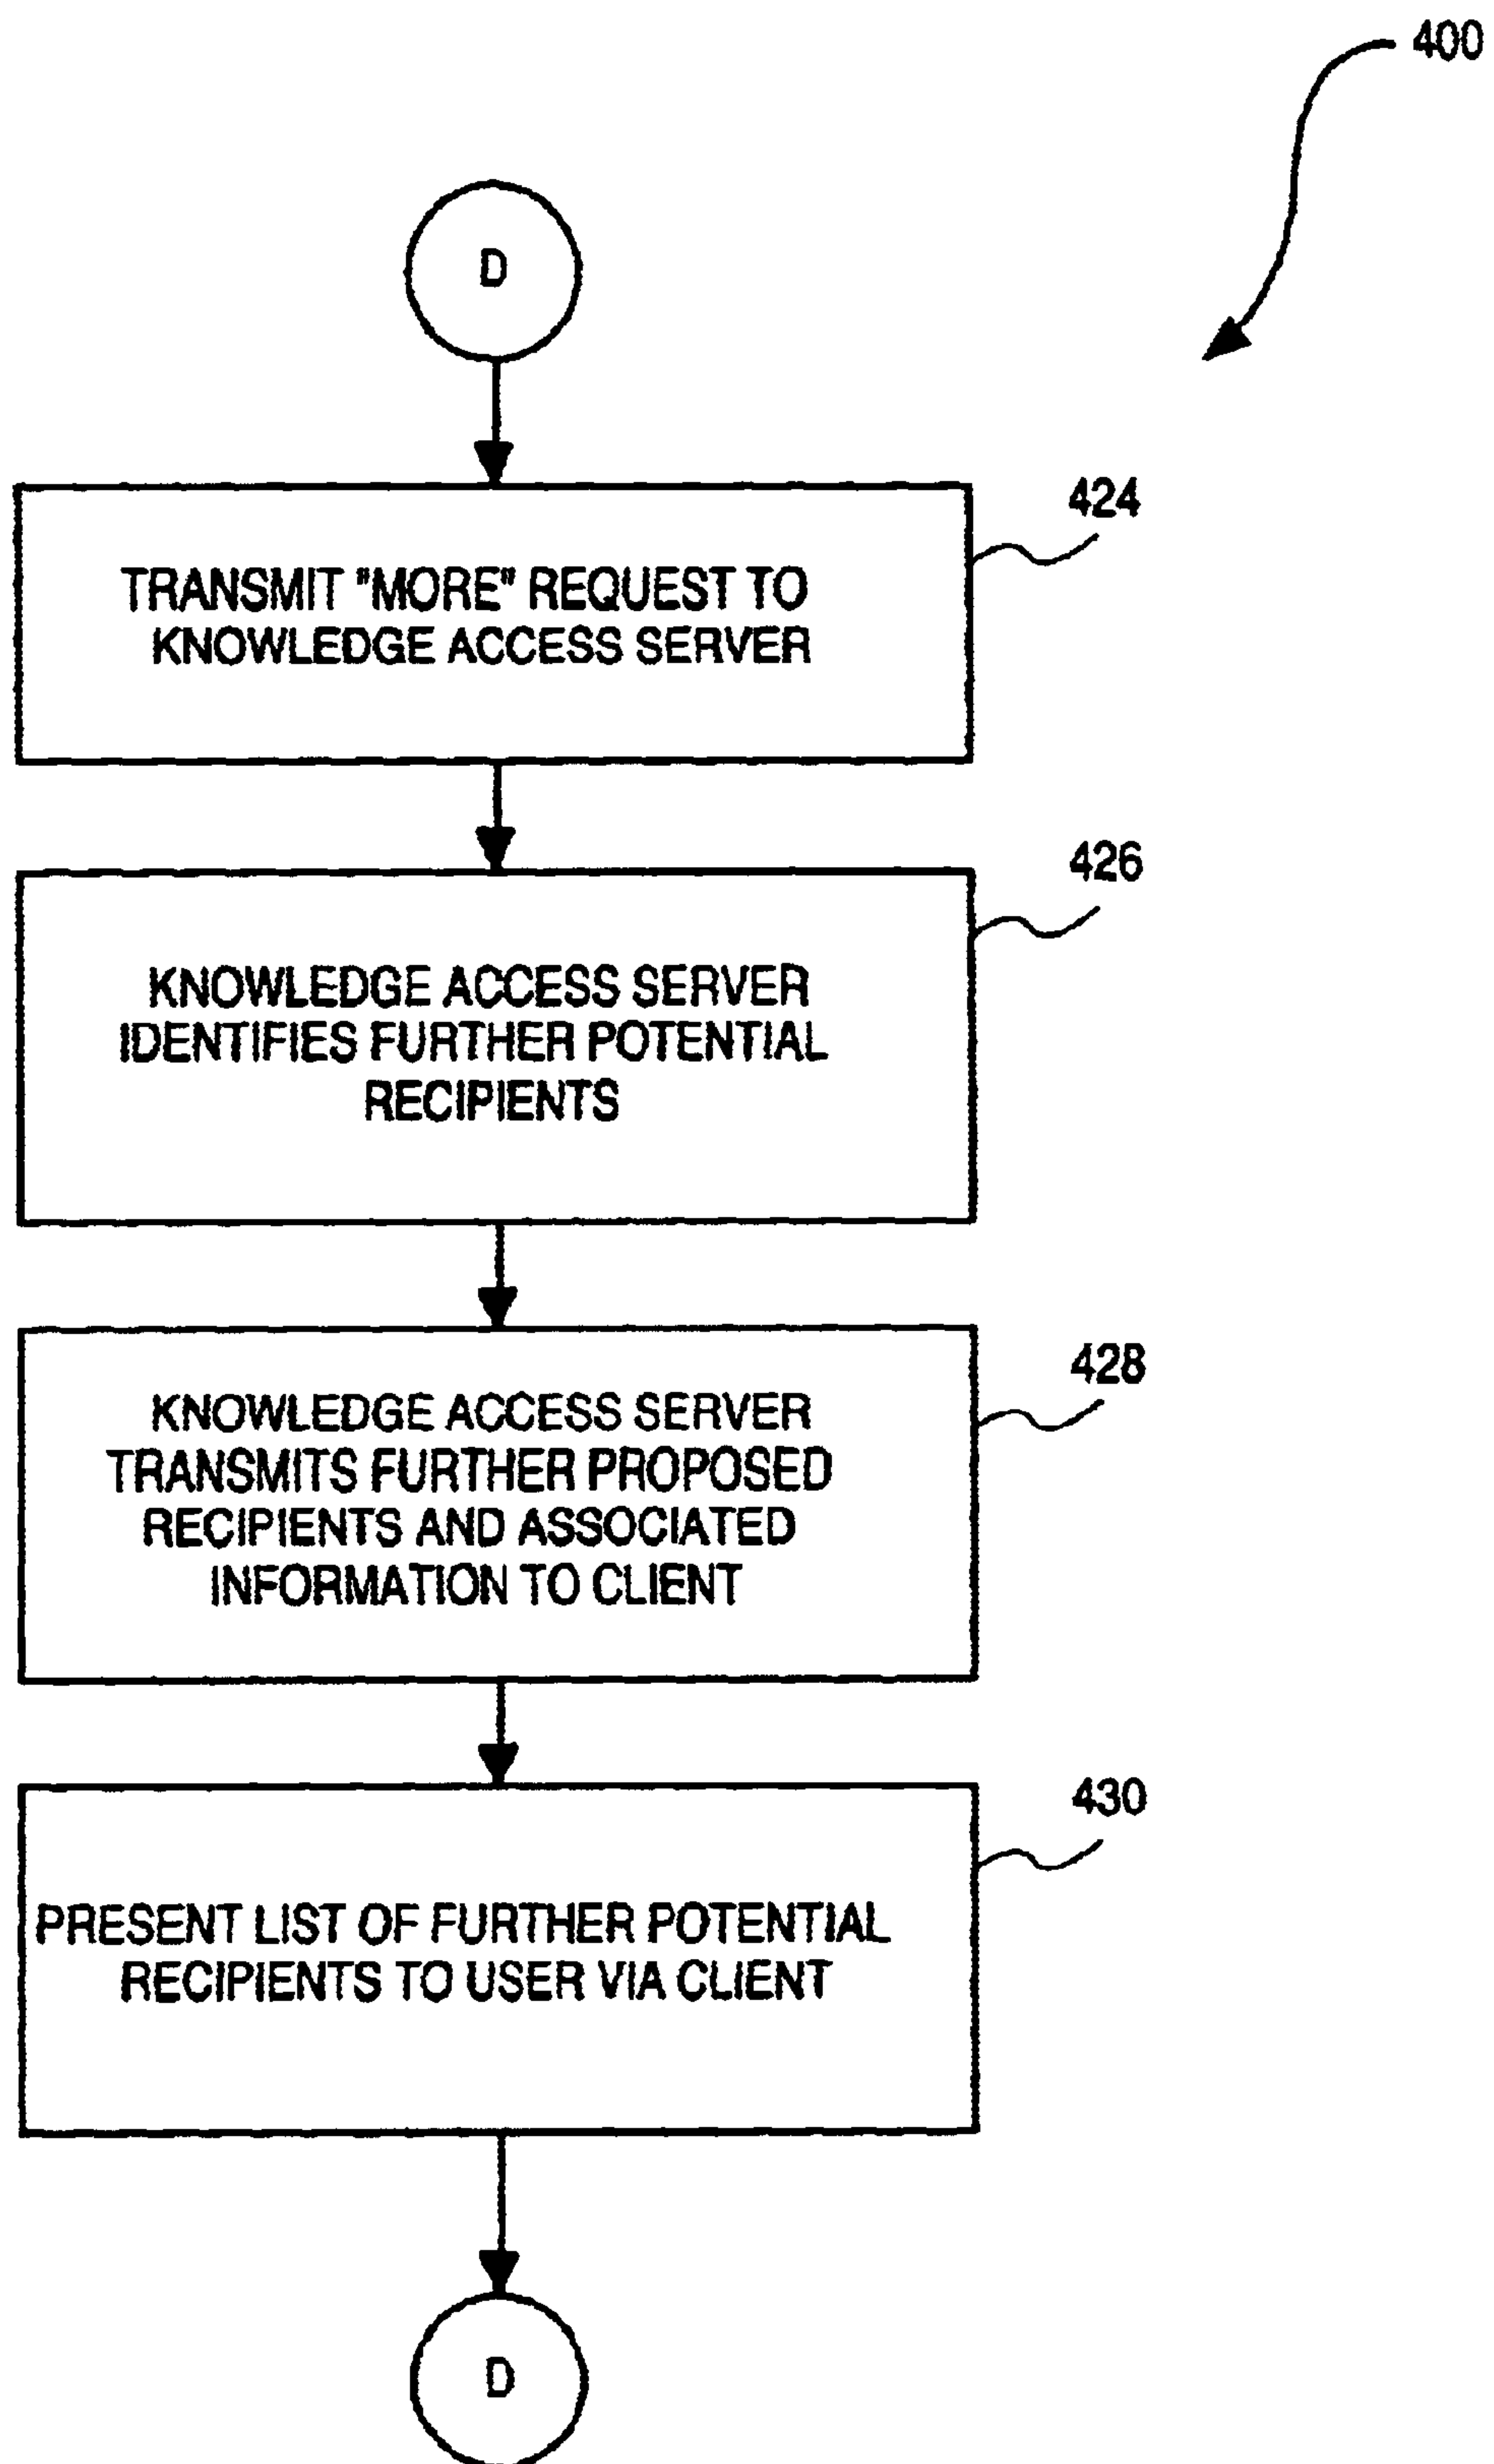 400
D
424
TRANSMIT "MORE" REQUEST TO
KNOWLEDGE ACCESS SERVER
426
KNOWLEDGE ACCESS SERVER
IDENTIFIES FURTHER POTENTIAL
RECIPIENTS
428
KNOWLEDGE ACCESS SERVER
TRANSMITS FURTHER PROPOSED
RECIPIENTS AND ASSOCIATED
INFORMATION TO CLIENT
430
PRESENT LIST OF FURTHER POTENTIAL
RECIPIENTS TO USER VIA CLIENT
D